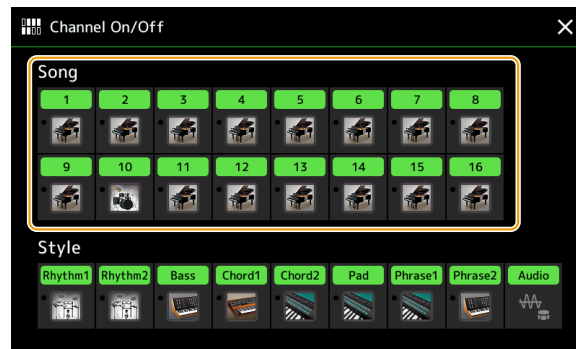 Channel On/Off
Song
1 2 3 4 5 6 7 8
9 10 11 12 13 14 15 16
Style
Rhythm1 Rhythm2 Bass Chord1 Chord2 Pad Phrase1 Phrase2 Audio